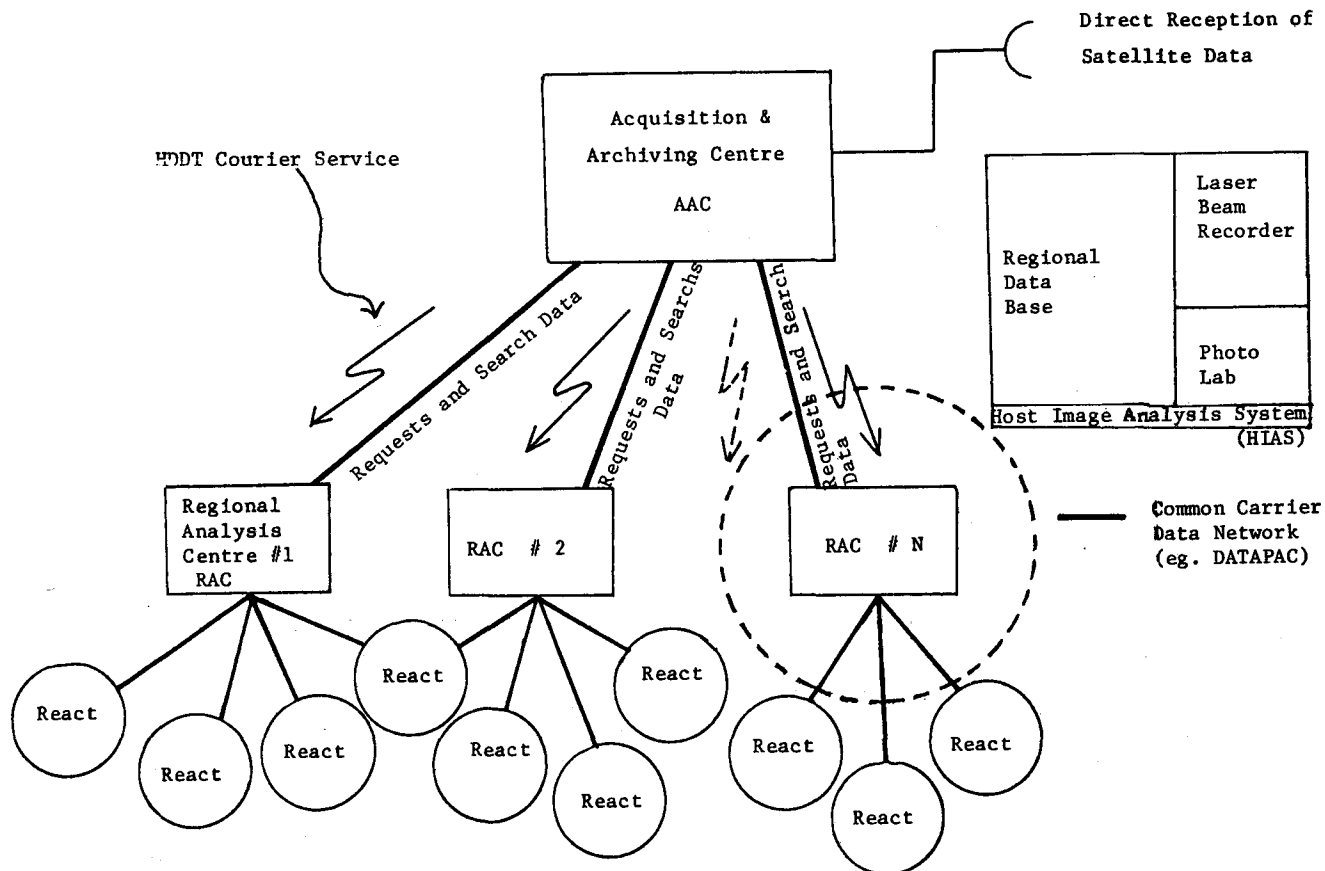 Direct Reception of
Satellite Data
Acquisition &
Archiving Centre
AAC
HDDT Courier Service
Laser
Beam
Recorder
Regional
Data
Base
Photo
Lab
Host Image Analysis System
(HIAS)
Requests and Search Data
Requests and Searchs
Data
Requests and Search
Data
Regional
Analysis
Centre #1
RAC
RAC # 2
RAC # N
Common Carrier
Data Network
(eg. DATAPAC)
React
React
React
React
React
React
React
React
React
React